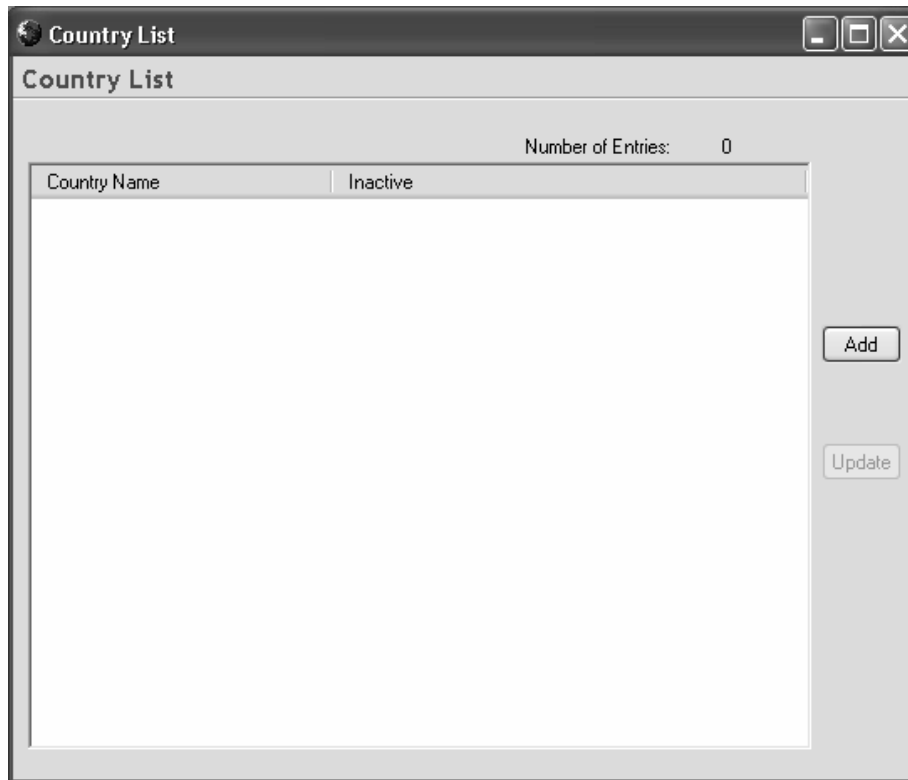 Country List
Country List
Number of Entries: 0
Country Name Inactive
Add
Update